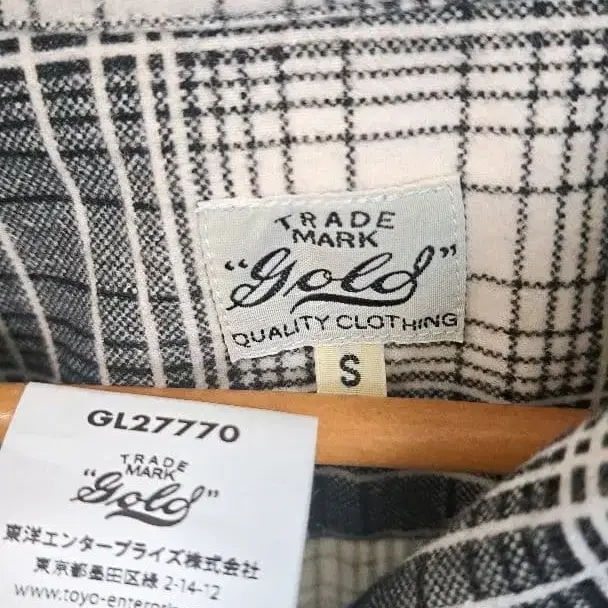 TRADE
MARK
"Gold"
QUALITY CLOTHING
S
GL27770
TRADE
MARK
"Gold"
東洋エンタープライズ株式会社
東京都墨田区緑 2-14-12